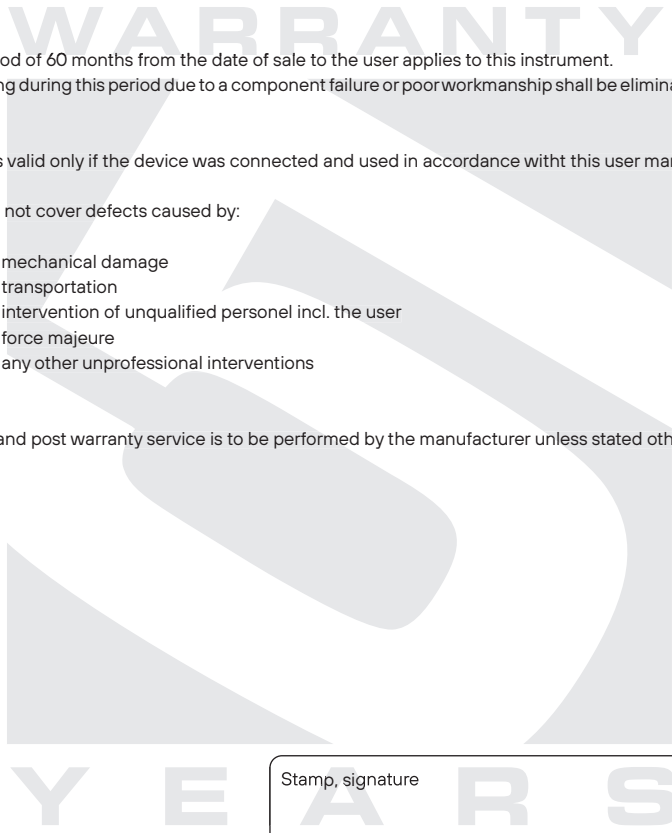 WARRANTY
od of 60 months from the date of sale to the user applies to this instrument.
ng during this period due to a component failure or poor workmanship shall be elimina
s valid only if the device was connected and used in accordance witht this user ma
not cover defects caused by:
mechanical damage
transportation
intervention of unqualified personel incl. the user
force majeure
any other unprofessional interventions
and post warranty service is to be performed by the manufacturer unless stated oth
Stamp, signature
YEARS